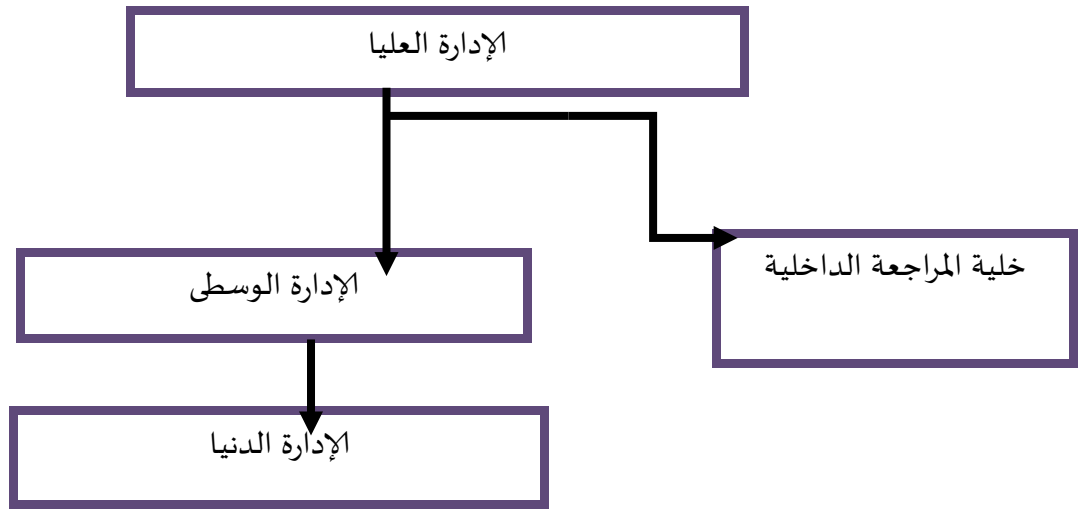 الإدارة العليا
خلية المراجعة الداخلية
الإدارة الوسطى
الإدارة الدنيا